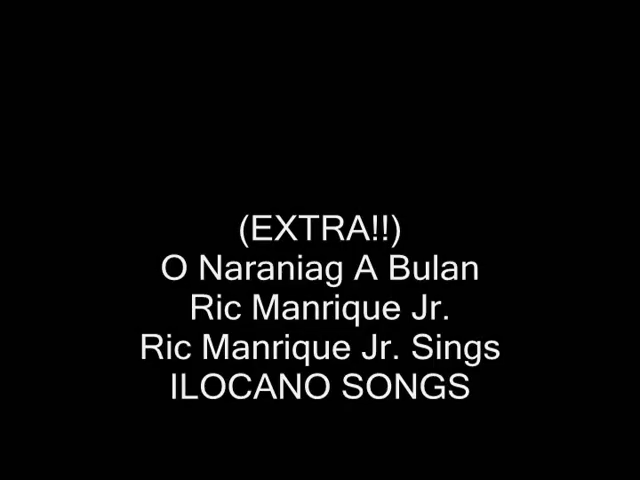 (EXTRA!!)
O Naraniag A Bulan
Ric Manrique Jr.
Ric Manrique Jr. Sings
ILOCANO SONGS